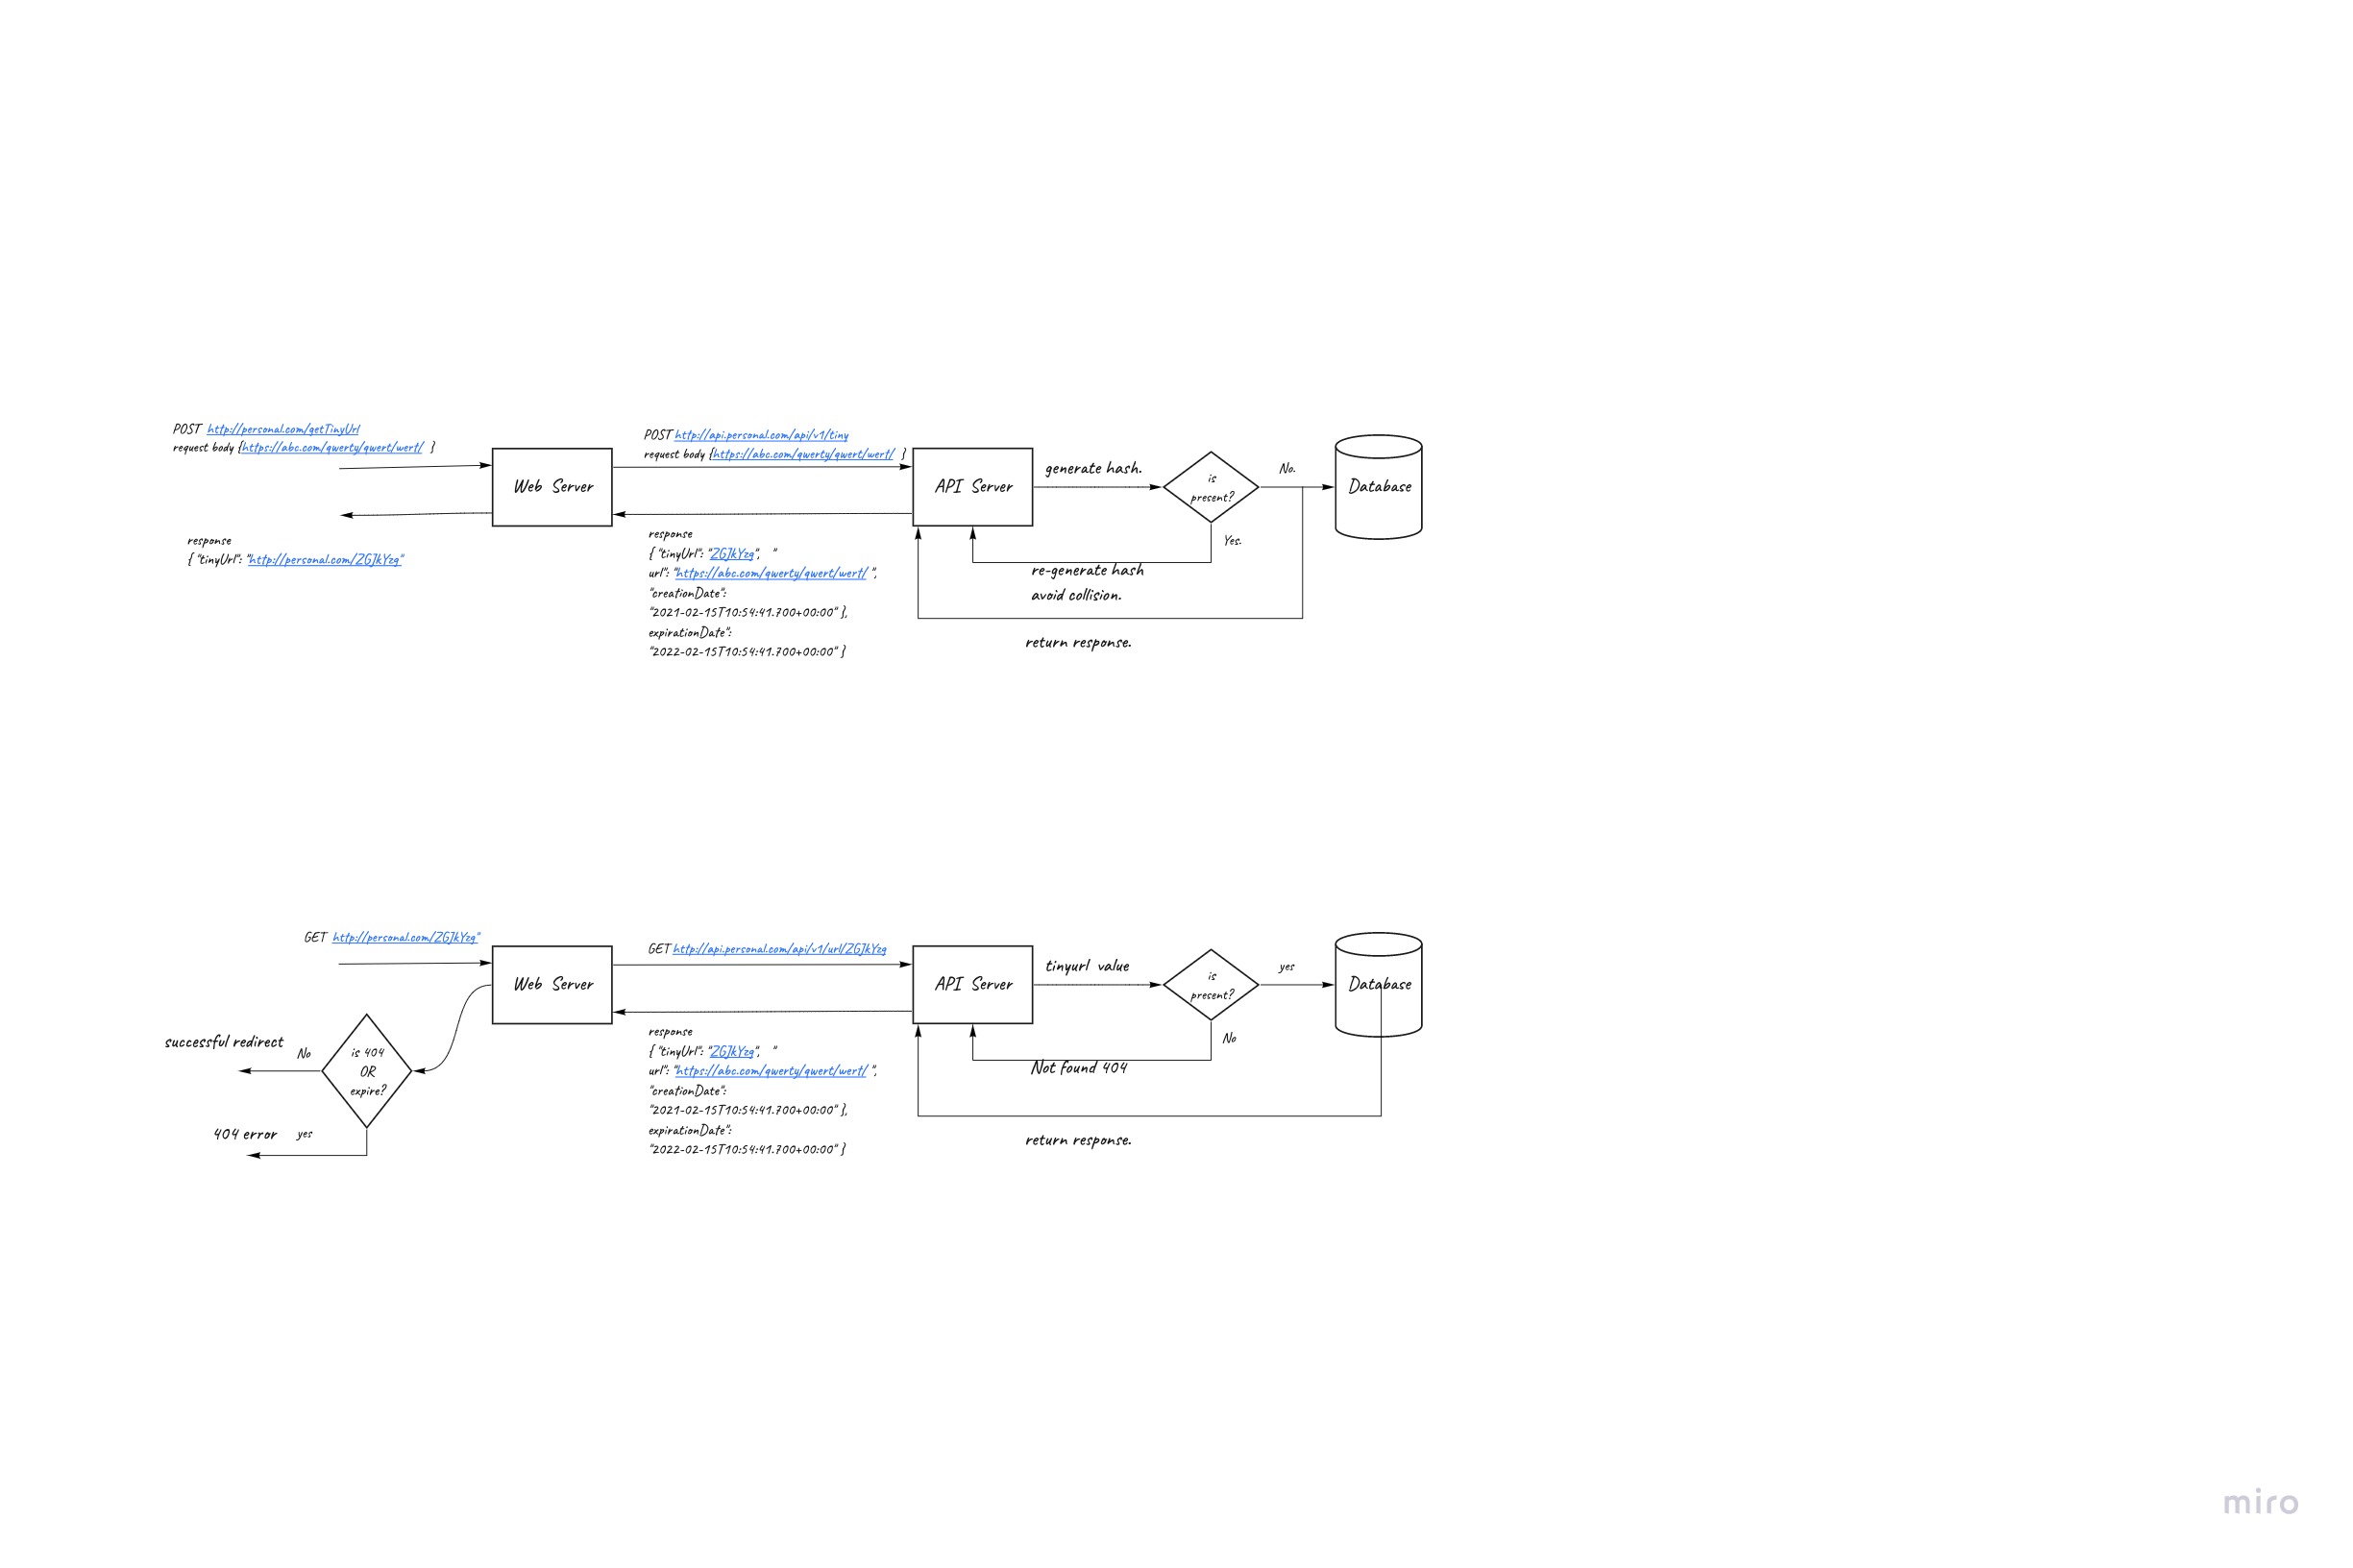 POST http://personal.com/getTinyUrl
request body {https://abc.com/qwerty/qwert/wert/ }
POST http://api.personal.com/api/v1/tiny
request body {https://abc.com/qwerty/qwert/wert/ }
Web Server
API Server
generate hash.
is
present?
No.
Database
Yes.
re-generate hash
avoid collision.
return response.
response
{ "tinyUrl": "http://personal.com/ZGJkYzg"
response
{ "tinyUrl": "ZGJkYzg", "
url": "https://abc.com/qwerty/qwert/wert/ ",
"creationDate":
"2021-02-15T10:54:41.700+00:00" },
expirationDate":
"2022-02-15T10:54:41.700+00:00" }
GET http://personal.com/ZGJkYzg"
GET http://api.personal.com/api/v1/url/ZGJkYzg
Web Server
API Server
tinyurl value
is
present?
yes
Database
No
Not found 404
return response.
response
{ "tinyUrl": "ZGJkYzg", "
url": "https://abc.com/qwerty/qwert/wert/ ",
"creationDate":
"2021-02-15T10:54:41.700+00:00" },
expirationDate":
"2022-02-15T10:54:41.700+00:00" }
successful redirect
No
is 404
OR
expire?
404 error
yes
miro